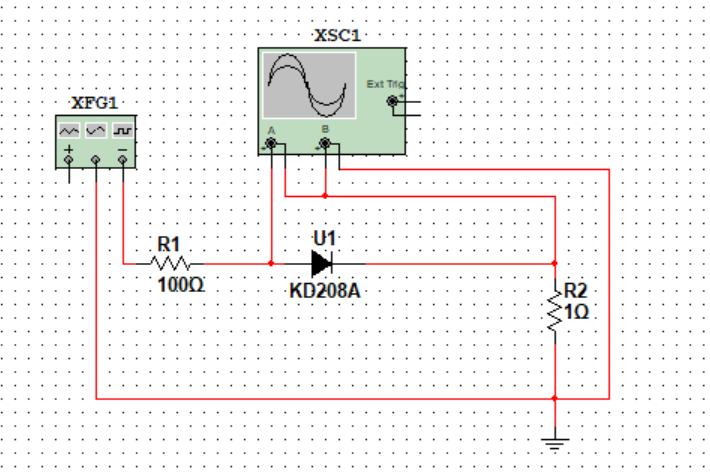 XSC1
Ext Trig
+
XFG1
A
B
+
+
+
−
R1
100Ω
U1
KD208A
R2
1Ω